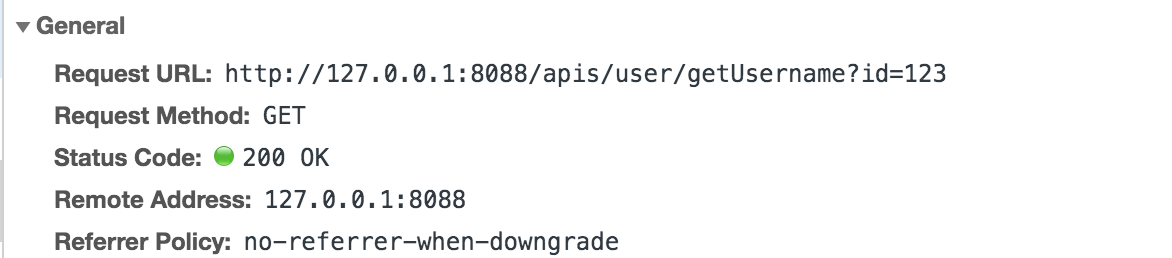 General
Request URL: http://127.0.0.1:8088/apis/user/getUsername?id=123
Request Method: GET
Status Code: 200 OK
Remote Address: 127.0.0.1:8088
Referrer Policy: no-referrer-when-downgrade